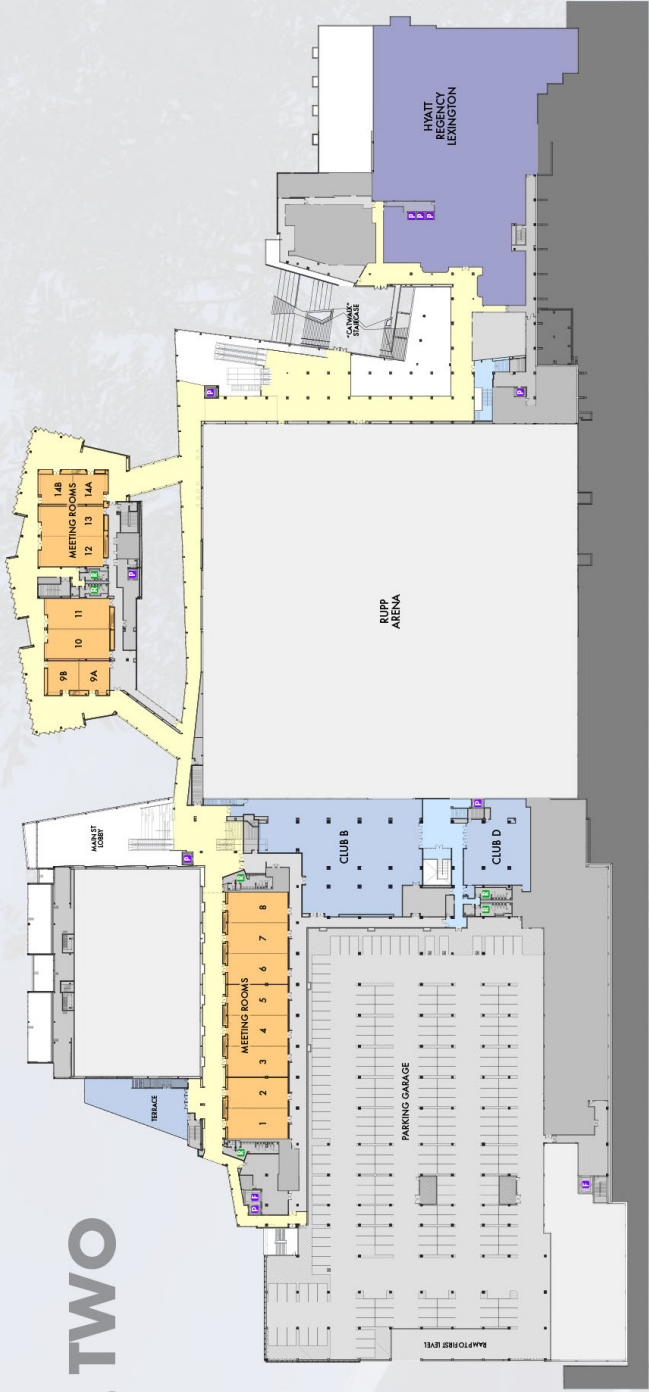 TWO
HYATT
REGENCY
LEXINGTON
P P P
"CATWALK"
STAIRCASE
P
P
MEETING ROOMS
14B
14A
13
12
R
R
P
11
10
9B
9A
RUPP
ARENA
MAIN ST
LOBBY
P
CLUB B
CLUB D
P
R
R
R
MEETING ROOMS
8
7
6
5
4
3
2
1
R
TERRACE
P F
PARKING GARAGE
F
RAMP TO FIRST LEVEL